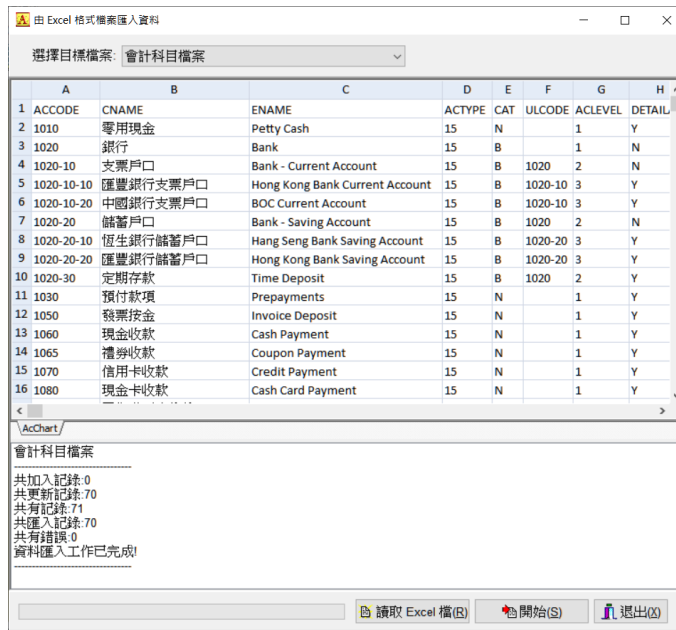 由 Excel 格式檔案匯入資料
選擇目標檔案: 會計科目檔案
A B C D E F G H
1 ACCODE CNAME ENAME ACTYPE CAT ULCODE ACLEVEL DETAIL
2 1010 零用現金 Petty Cash 15 N 1 Y
3 1020 銀行 Bank 15 B 1 N
4 1020-10 支票戶口 Bank - Current Account 15 B 1020 2 N
5 1020-10-10 匯豐銀行支票戶口 Hong Kong Bank Current Account 15 B 1020-10 3 Y
6 1020-10-20 中國銀行支票戶口 BOC Current Account 15 B 1020-10 3 Y
7 1020-20 儲蓄戶口 Bank - Saving Account 15 B 1020 2 N
8 1020-20-10 恆生銀行儲蓄戶口 Hang Seng Bank Saving Account 15 B 1020-20 3 Y
9 1020-20-20 匯豐銀行儲蓄戶口 Hong Kong Bank Saving Account 15 B 1020-20 3 Y
10 1020-30 定期存款 Time Deposit 15 B 1020 2 Y
11 1030 預付款項 Prepayments 15 N 1 Y
12 1050 發票按金 Invoice Deposit 15 N 1 Y
13 1060 現金收款 Cash Payment 15 N 1 Y
14 1065 禮券收款 Coupon Payment 15 N 1 Y
15 1070 信用卡收款 Credit Payment 15 N 1 Y
16 1080 現金卡收款 Cash Card Payment 15 N 1 Y
AcChart
會計科目檔案
--------------------------------
共加入記錄:0
共更新記錄:70
共有記錄:71
共匯入記錄:70
共有錯誤:0
資料匯入工作已完成!
--------------------------------
讀取 Excel 檔(R) 開始(S) 退出(X)